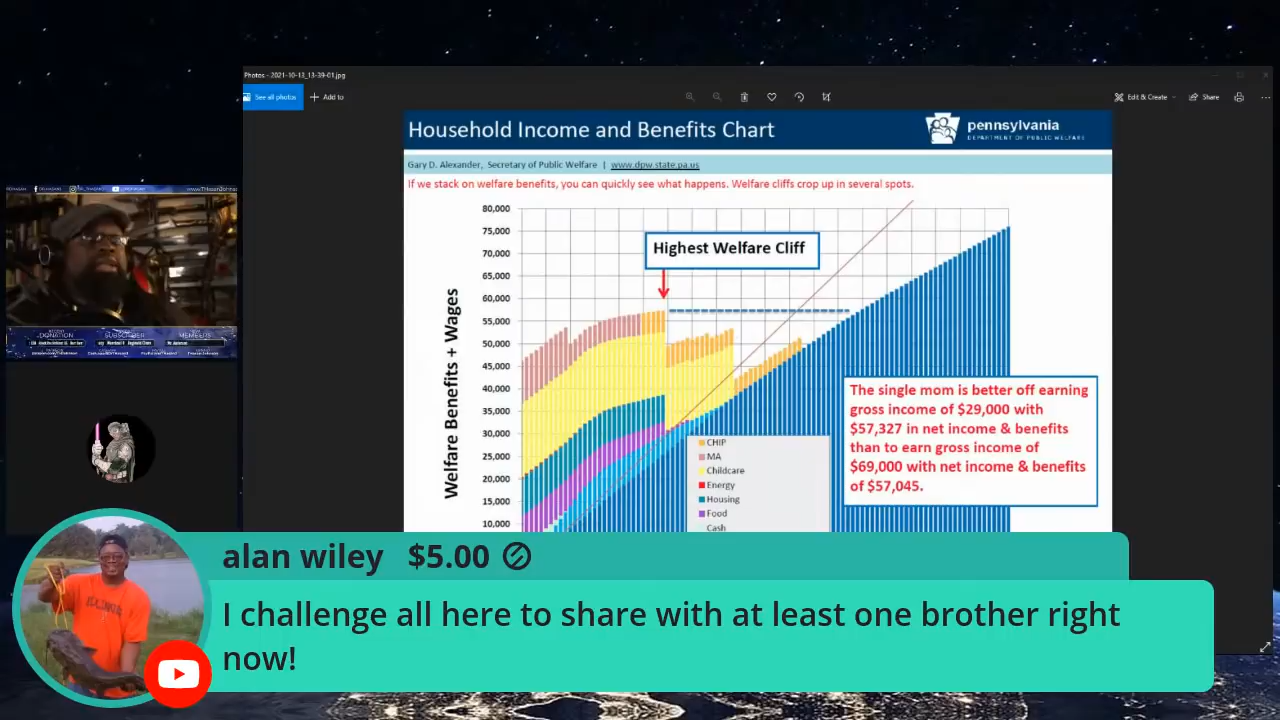 Photos - 2021-10-13_13-39-01.jpg
See all photos
Add to
Edit & Create
Share
Household Income and Benefits Chart
pennsylvania
DEPARTMENT OF PUBLIC WELFARE
Gary D. Alexander, Secretary of Public Welfare | www.dpw.state.pa.us
If we stack on welfare benefits, you can quickly see what happens. Welfare cliffs crop up in several spots.
Welfare Benefits + Wages
80,000
75,000
70,000
65,000
60,000
55,000
50,000
45,000
40,000
35,000
30,000
25,000
20,000
15,000
10,000
Highest Welfare Cliff
The single mom is better off earning
gross income of $29,000 with
$57,327 in net income & benefits
than to earn gross income of
$69,000 with net income & benefits
of $57,045.
CHIP
MA
Childcare
Energy
Housing
Food
Cash
DONATION
SUBSCRIBER
alan wiley $5.00
I challenge all here to share with at least one brother right
now!
ILLINOIS